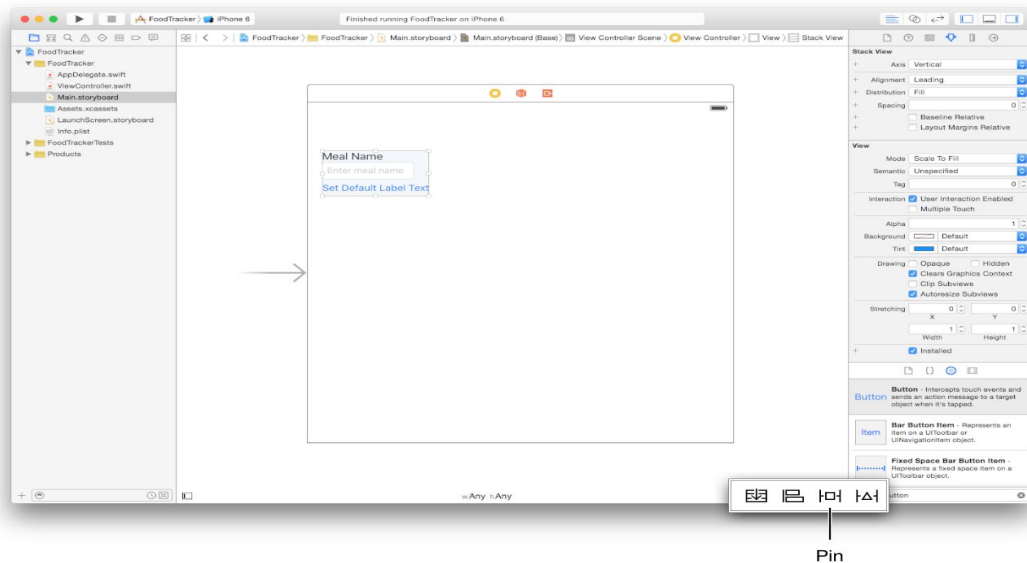 FoodTracker
iPhone 6
Finished running FoodTracker on iPhone 6
FoodTracker
FoodTracker
Main.storyboard
Main.storyboard (Base)
View Controller Scene
View Controller
View
Stack View
FoodTracker
FoodTracker
AppDelegate.swift
ViewController.swift
Main.storyboard
Assets.xcassets
LaunchScreen.storyboard
Info.plist
FoodTrackerTests
Products
Meal Name
Enter meal name
Set Default Label Text
wAny hAny
Stack View
+ Axis Vertical
+ Alignment Leading
+ Distribution Fill
+ Spacing 0
+ Baseline Relative
+ Layout Margins Relative
View
Mode Scale To Fill
Semantic Unspecified
Tag 0
Interaction User Interaction Enabled
Multiple Touch
Alpha 1
Background Default
Tint Default
Drawing Opaque Hidden
Clears Graphics Context
Clip Subviews
Autoresize Subviews
Stretching 0 0
X Y
1 1
Width Height
+ Installed
Button
Button - Intercepts touch events and
sends an action message to a target
object when it's tapped.
Item
Bar Button Item - Represents an
item on a UIToolbar or
UINavigationItem object.
Fixed Space Bar Button Item -
Represents a fixed space item on a
UIToolbar object.
utton
Pin